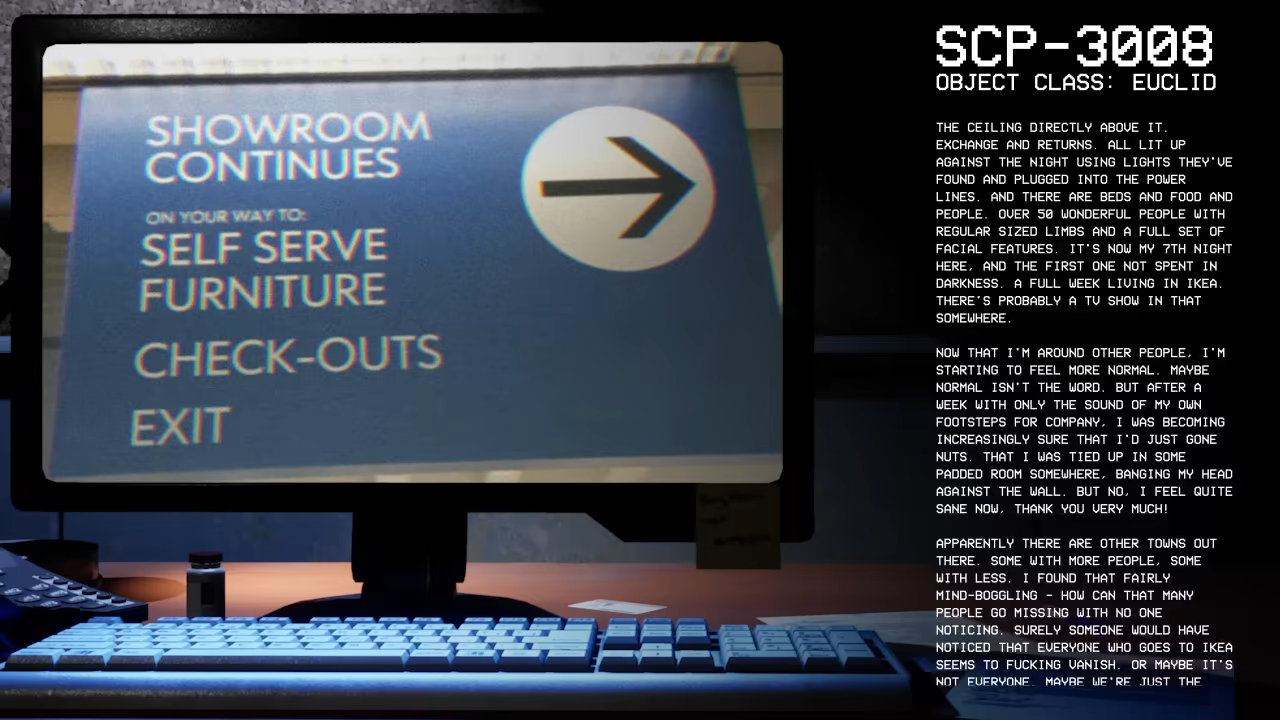 SHOWROOM
CONTINUES
ON YOUR WAY TO:
SELF SERVE
FURNITURE
CHECK-OUTS
EXIT
SCP-3008
OBJECT CLASS: EUCLID
THE CEILING DIRECTLY ABOVE IT.
EXCHANGE AND RETURNS. ALL LIT UP
AGAINST THE NIGHT USING LIGHTS THEY'VE
FOUND AND PLUGGED INTO THE POWER
LINES. AND THERE ARE BEDS AND FOOD AND
PEOPLE. OVER 50 WONDERFUL PEOPLE WITH
REGULAR SIZED LIMBS AND A FULL SET OF
FACIAL FEATURES. IT'S NOW MY 7TH NIGHT
HERE, AND THE FIRST ONE NOT SPENT IN
DARKNESS. A FULL WEEK LIVING IN IKEA.
THERE'S PROBABLY A TV SHOW IN THAT
SOMEWHERE.
NOW THAT I'M AROUND OTHER PEOPLE, I'M
STARTING TO FEEL MORE NORMAL. MAYBE
NORMAL ISN'T THE WORD. BUT AFTER A
WEEK WITH ONLY THE SOUND OF MY OWN
FOOTSTEPS FOR COMPANY, I WAS BECOMING
INCREASINGLY SURE THAT I'D JUST GONE
NUTS. THAT I WAS TIED UP IN SOME
PADDED ROOM SOMEWHERE, BANGING MY HEAD
AGAINST THE WALL. BUT NO, I FEEL QUITE
SANE NOW, THANK YOU VERY MUCH!
APPARENTLY THERE ARE OTHER TOWNS OUT
THERE. SOME WITH MORE PEOPLE, SOME
WITH LESS. I FOUND THAT FAIRLY
MIND-BOGGLING - HOW CAN THAT MANY
PEOPLE GO MISSING WITH NO ONE
NOTICING. SURELY SOMEONE WOULD HAVE
NOTICED THAT EVERYONE WHO GOES TO IKEA
SEEMS TO FUCKING VANISH. OR MAYBE IT'S
NOT EVERYONE. MAYBE WE'RE JUST THE